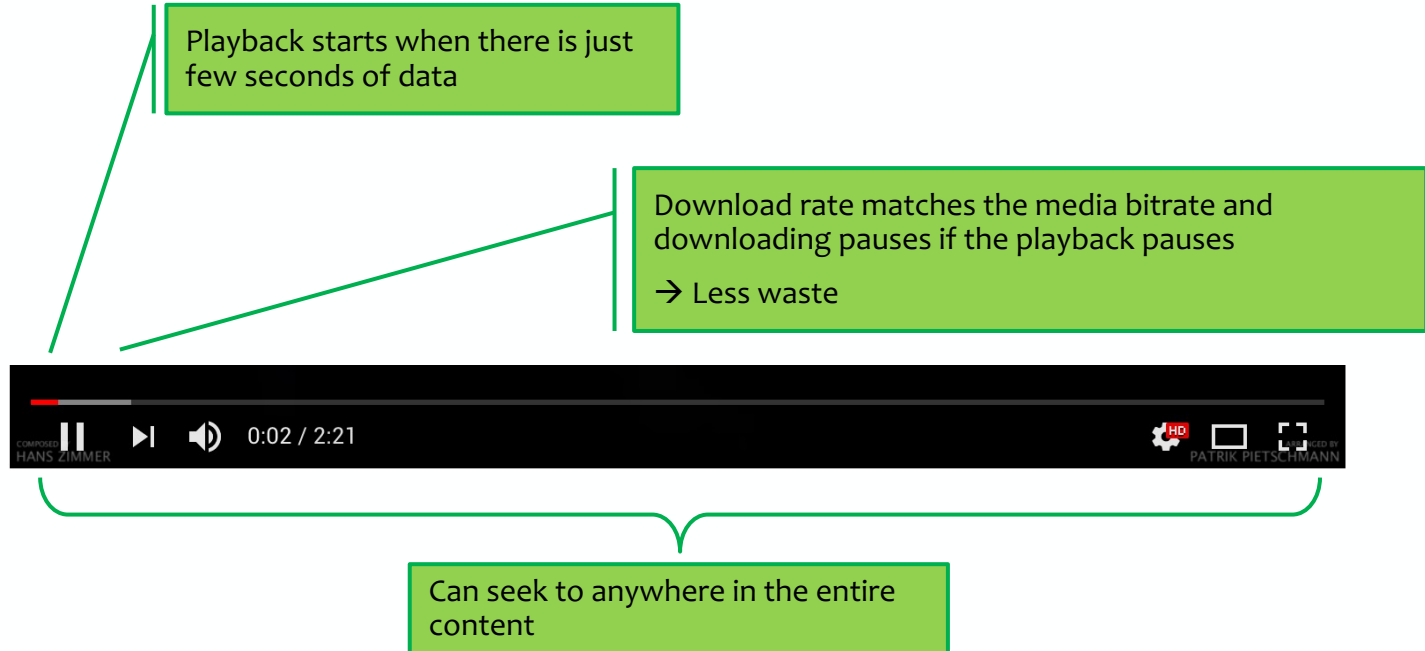 Playback starts when there is just
few seconds of data
Download rate matches the media bitrate and
downloading pauses if the playback pauses
→ Less waste
0:02 / 2:21
HD
COMPOSED BY
HANS ZIMMER
ARRANGED BY
PATRIK PIETSCHMANN
Can seek to anywhere in the entire
content